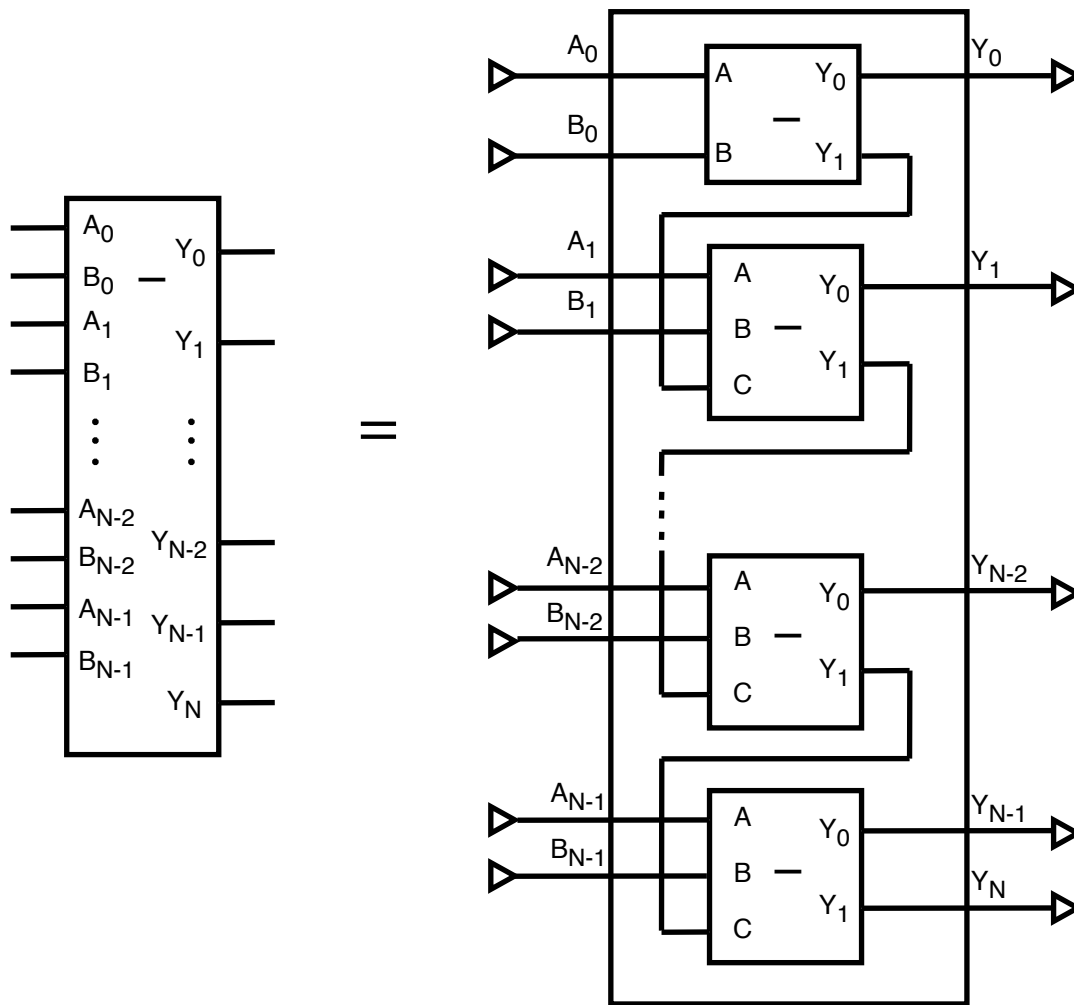 A0
B0
A1
B1
⋮
AN-2
BN-2
AN-1
BN-1
−
Y0
Y1
⋮
YN-2
YN-1
YN
=
A0
B0
A
B
−
Y0
Y1
Y0
A1
B1
A
B
C
−
Y0
Y1
Y1
AN-2
BN-2
A
B
C
−
Y0
Y1
YN-2
AN-1
BN-1
A
B
C
−
Y0
Y1
YN-1
YN